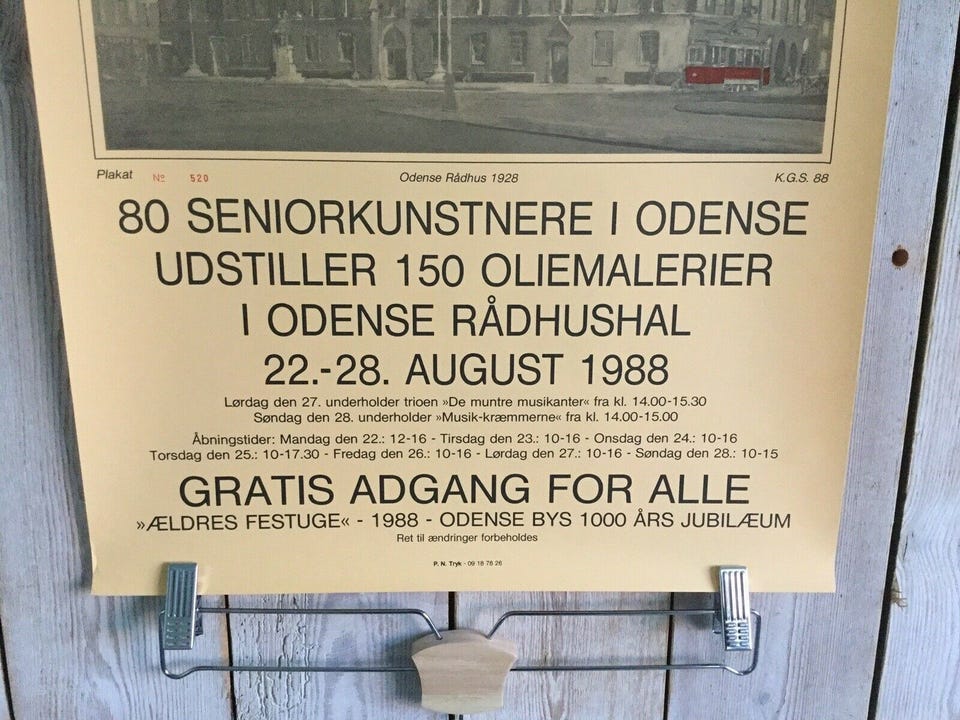 Plakat № 520 Odense Rådhus 1928 K.G.S. 88
80 SENIORKUNSTNERE I ODENSE
UDSTILLER 150 OLIEMALERIER
I ODENSE RÅDHUSHAL
22.-28. AUGUST 1988
Lørdag den 27. underholder trioen »De muntre musikanter« fra kl. 14.00-15.30
Søndag den 28. underholder »Musik-kræmmerne« fra kl. 14.00-15.00
Åbningstider: Mandag den 22.: 12-16 - Tirsdag den 23.: 10-16 - Onsdag den 24.: 10-16
Torsdag den 25.: 10-17.30 - Fredag den 26.: 10-16 - Lørdag den 27.: 10-16 - Søndag den 28.: 10-15
GRATIS ADGANG FOR ALLE
»ÆLDRES FESTUGE« - 1988 - ODENSE BYS 1000 ÅRS JUBILÆUM
Ret til ændringer forbeholdes
P. N. Tryk - 09 18 78 26